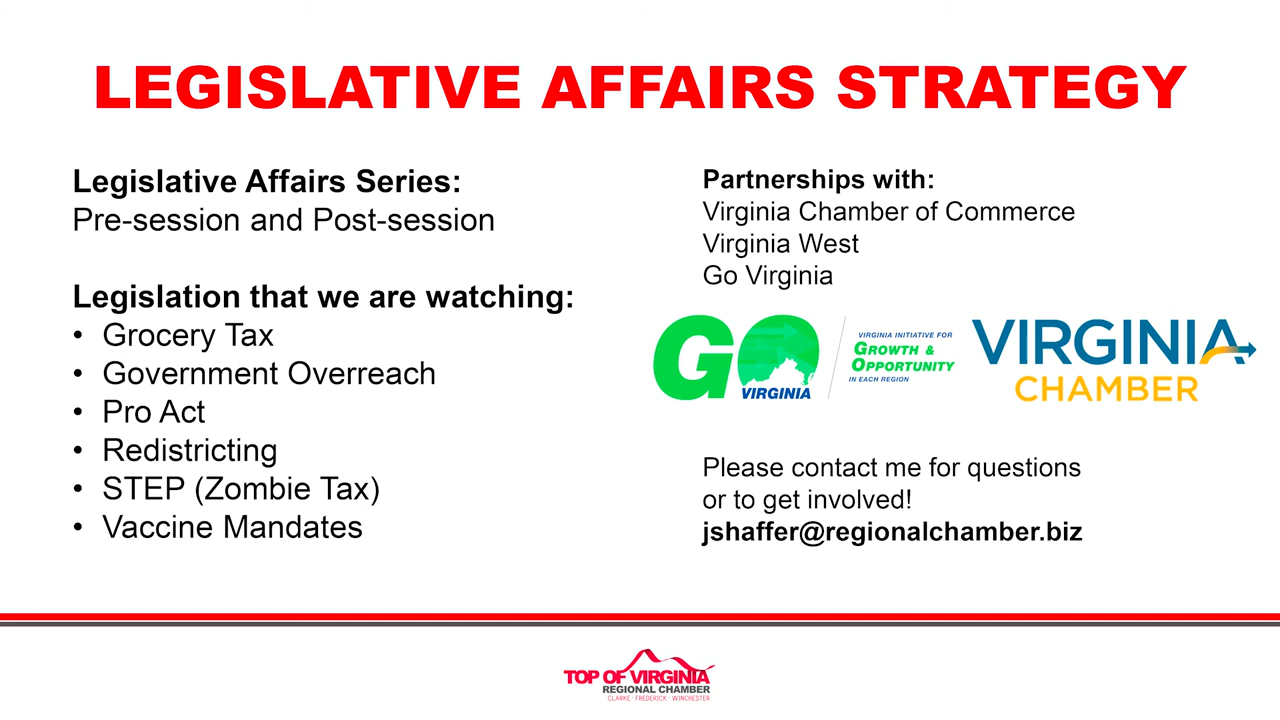 LEGISLATIVE AFFAIRS STRATEGY
Legislative Affairs Series:
Pre-session and Post-session
Legislation that we are watching:
• Grocery Tax
• Government Overreach
• Pro Act
• Redistricting
• STEP (Zombie Tax)
• Vaccine Mandates
Partnerships with:
Virginia Chamber of Commerce
Virginia West
Go Virginia
GO
VIRGINIA
VIRGINIA INITIATIVE FOR
GROWTH &
OPPORTUNITY
IN EACH REGION
VIRGINIA
CHAMBER
Please contact me for questions
or to get involved!
jshaffer@regionalchamber.biz
TOP OF VIRGINIA
REGIONAL CHAMBER
CLARKE · FREDERICK · WINCHESTER